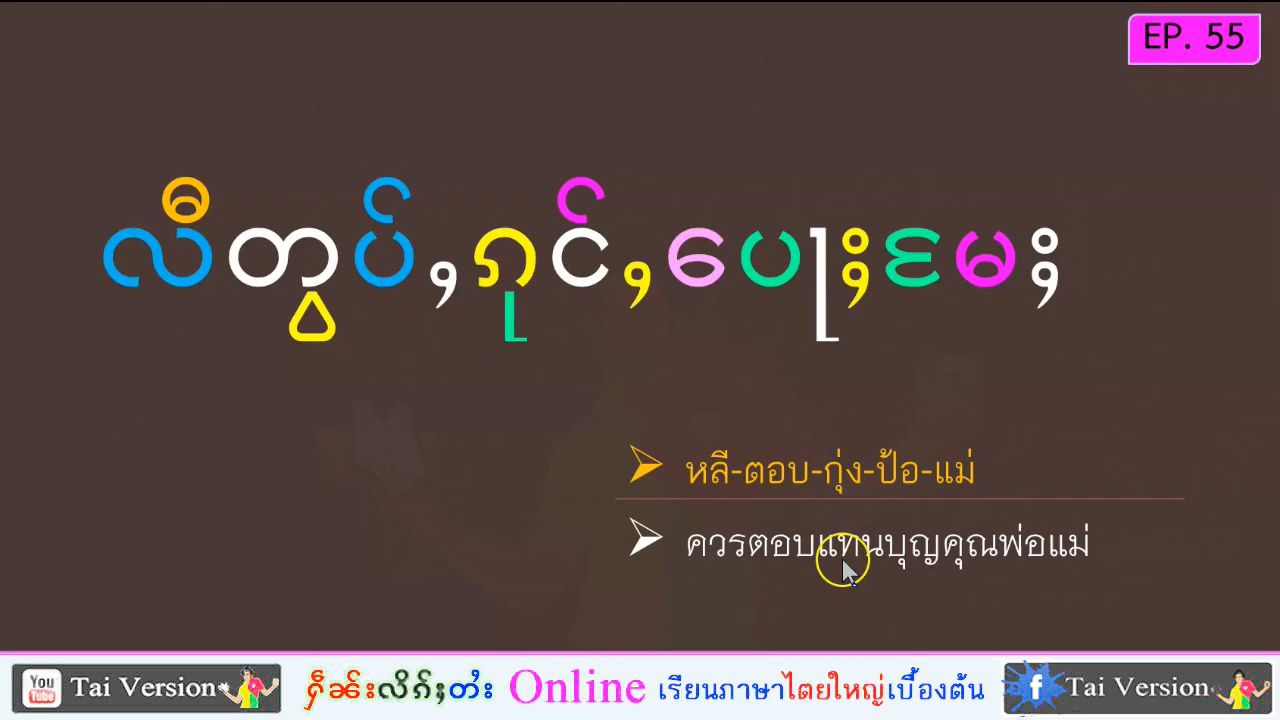 EP. 55
လီတွပ်ႇၵုင်ႇပေႃႈမႄႈ
หลี-ตอบ-กุ่ง-ป้อ-แม่
ควรตอบแทนบุญคุณพ่อแม่
You Tube Tai Version ႁဵၼ်းလိၵ်ႈတႆး Online เรียนภาษาไตยใหญ่เบื้องต้น f Tai Version